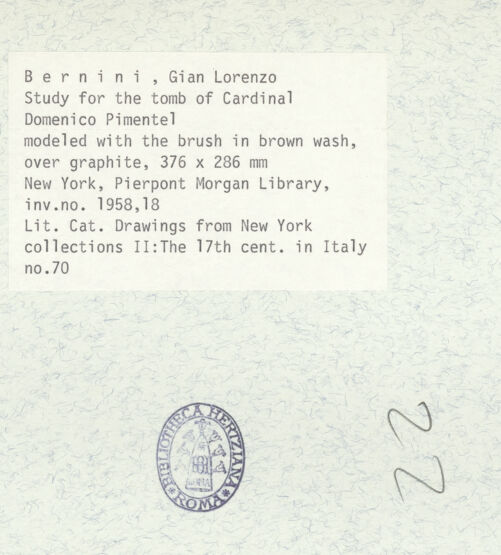 B e r n i n i , Gian Lorenzo
Study for the tomb of Cardinal
Domenico Pimentel
modeled with the brush in brown wash,
over graphite, 376 x 286 mm
New York, Pierpont Morgan Library,
inv.no. 1958,18
Lit. Cat. Drawings from New York
collections II:The 17th cent. in Italy
no.70
*BIBLIOTHECA HERTZIANA*
ROMA
22